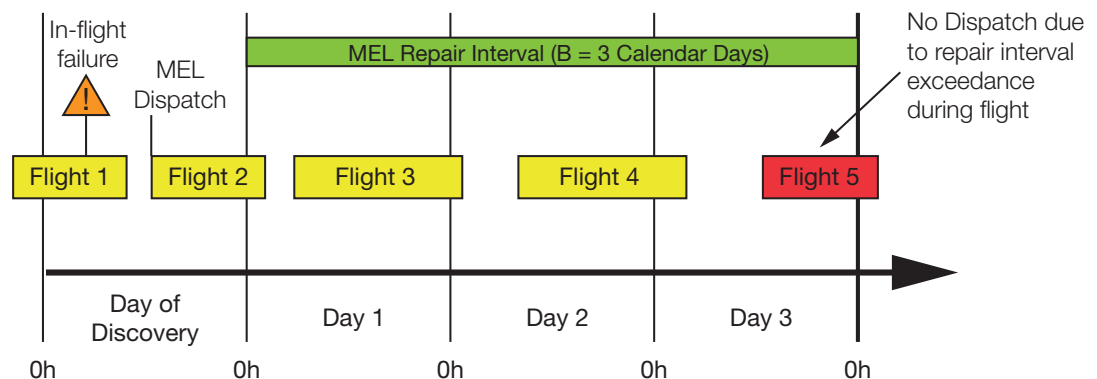 In-flight
failure
!
MEL
Dispatch
MEL Repair Interval (B = 3 Calendar Days)
No Dispatch due
to repair interval
exceedance
during flight
Flight 1
Flight 2
Flight 3
Flight 4
Flight 5
Day of
Discovery
Day 1
Day 2
Day 3
0h
0h
0h
0h
0h